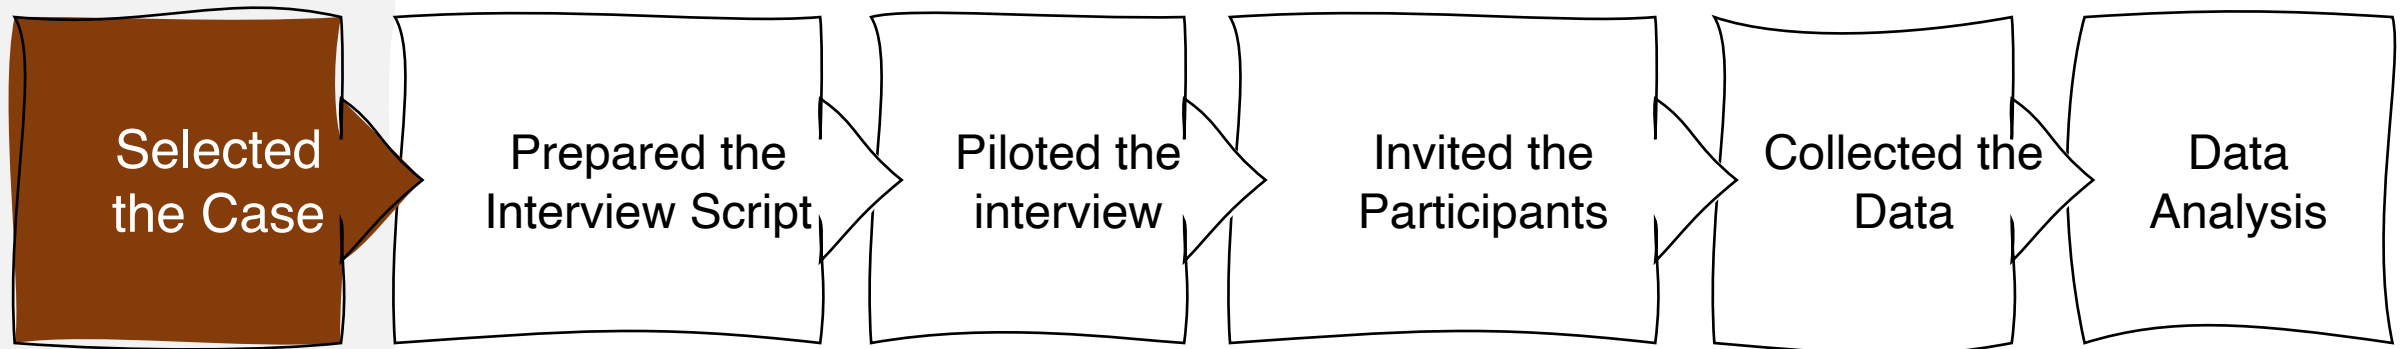 Selected
the Case
Prepared the
Interview Script
Piloted the
interview
Invited the
Participants
Collected the
Data
Data
Analysis